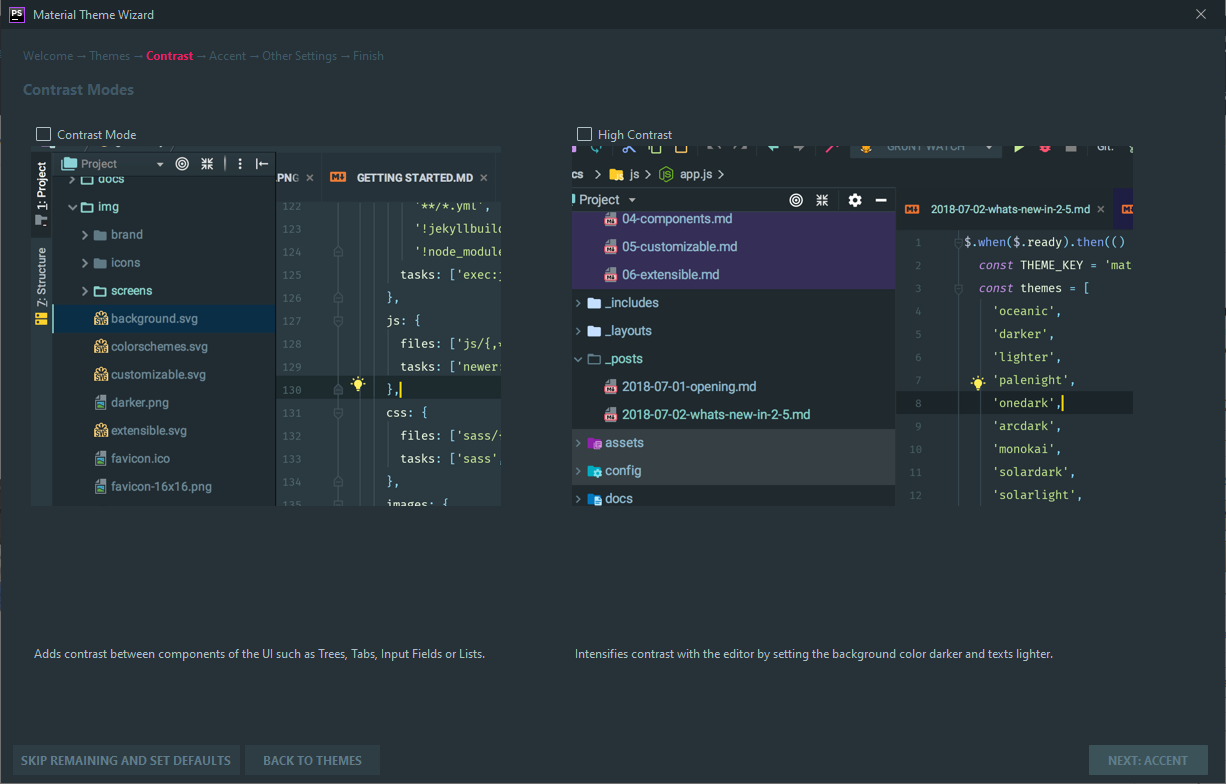 PS Material Theme Wizard
Welcome → Themes → Contrast → Accent → Other Settings → Finish
Contrast Modes
Contrast Mode
1: Project
7: Structure
Project
docs
img
brand
icons
screens
background.svg
colorschemes.svg
customizable.svg
darker.png
extensible.svg
favicon.ico
favicon-16x16.png
.PNG × GETTING STARTED.MD ×
122 '**/*.yml',
123 '!jekyllbuil
124 '!node_module
125 tasks: ['exec:
126 },
127 js: {
128 files: ['js/{,
129 tasks: ['newer
130 },
131 css: {
132 files: ['sass/
133 tasks: ['sass'
134 },
135 images: {
High Contrast
GRUNT WATCH Git:
cs > js > app.js >
Project
04-components.md
05-customizable.md
06-extensible.md
_includes
_layouts
_posts
2018-07-01-opening.md
2018-07-02-whats-new-in-2-5.md
assets
config
docs
2018-07-02-whats-new-in-2-5.md ×
1 $.when($.ready).then(()
2 const THEME_KEY = 'mat
3 const themes = [
4 'oceanic',
5 'darker',
6 'lighter',
7 'palenight',
8 'onedark',
9 'arcdark',
10 'monokai',
11 'solardark',
12 'solarlight',
Adds contrast between components of the UI such as Trees, Tabs, Input Fields or Lists.
Intensifies contrast with the editor by setting the background color darker and texts lighter.
SKIP REMAINING AND SET DEFAULTS
BACK TO THEMES
NEXT: ACCENT